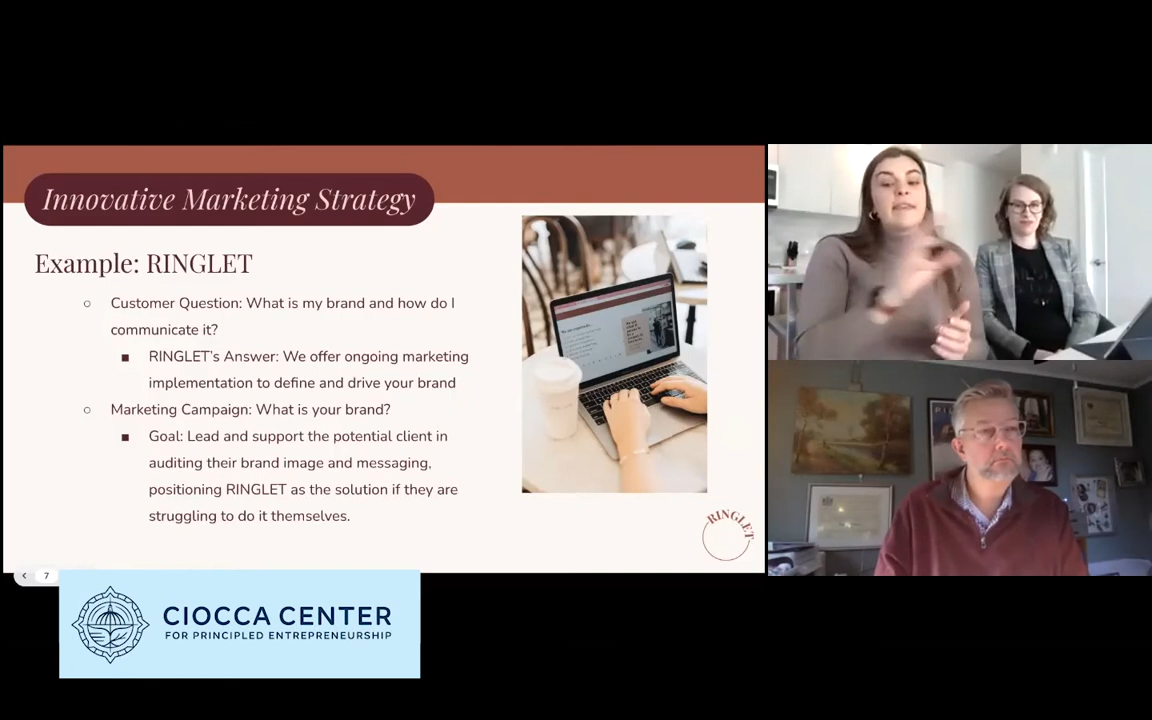 Innovative Marketing Strategy
Example: RINGLET
○ Customer Question: What is my brand and how do I
communicate it?
■ RINGLET's Answer: We offer ongoing marketing
implementation to define and drive your brand
○ Marketing Campaign: What is your brand?
■ Goal: Lead and support the potential client in
auditing their brand image and messaging,
positioning RINGLET as the solution if they are
struggling to do it themselves.
RINGLET
7
CIOCCA CENTER
FOR PRINCIPLED ENTREPRENEURSHIP